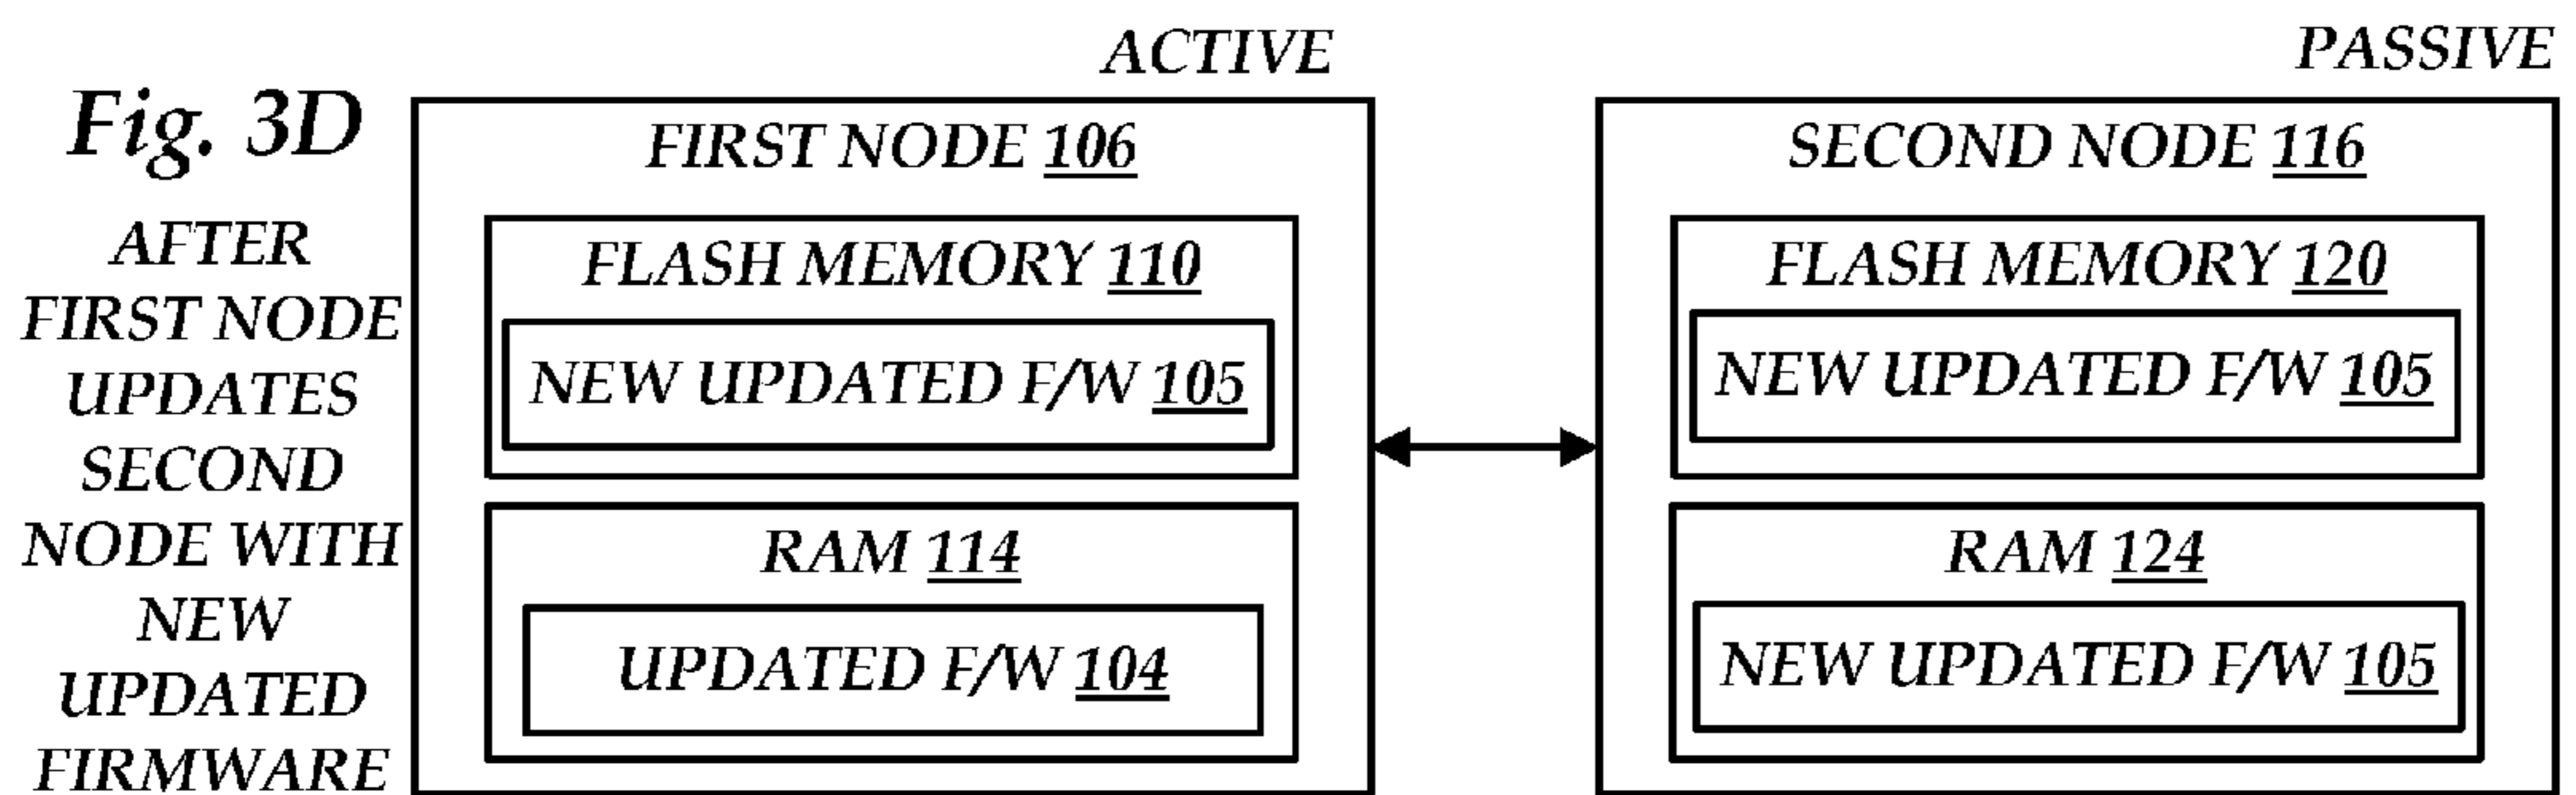 Fig. 3D
AFTER
FIRST NODE
UPDATES
SECOND
NODE WITH
NEW
UPDATED
FIRMWARE
ACTIVE
FIRST NODE 106
FLASH MEMORY 110
NEW UPDATED F/W 105
RAM 114
UPDATED F/W 104
PASSIVE
SECOND NODE 116
FLASH MEMORY 120
NEW UPDATED F/W 105
RAM 124
NEW UPDATED F/W 105